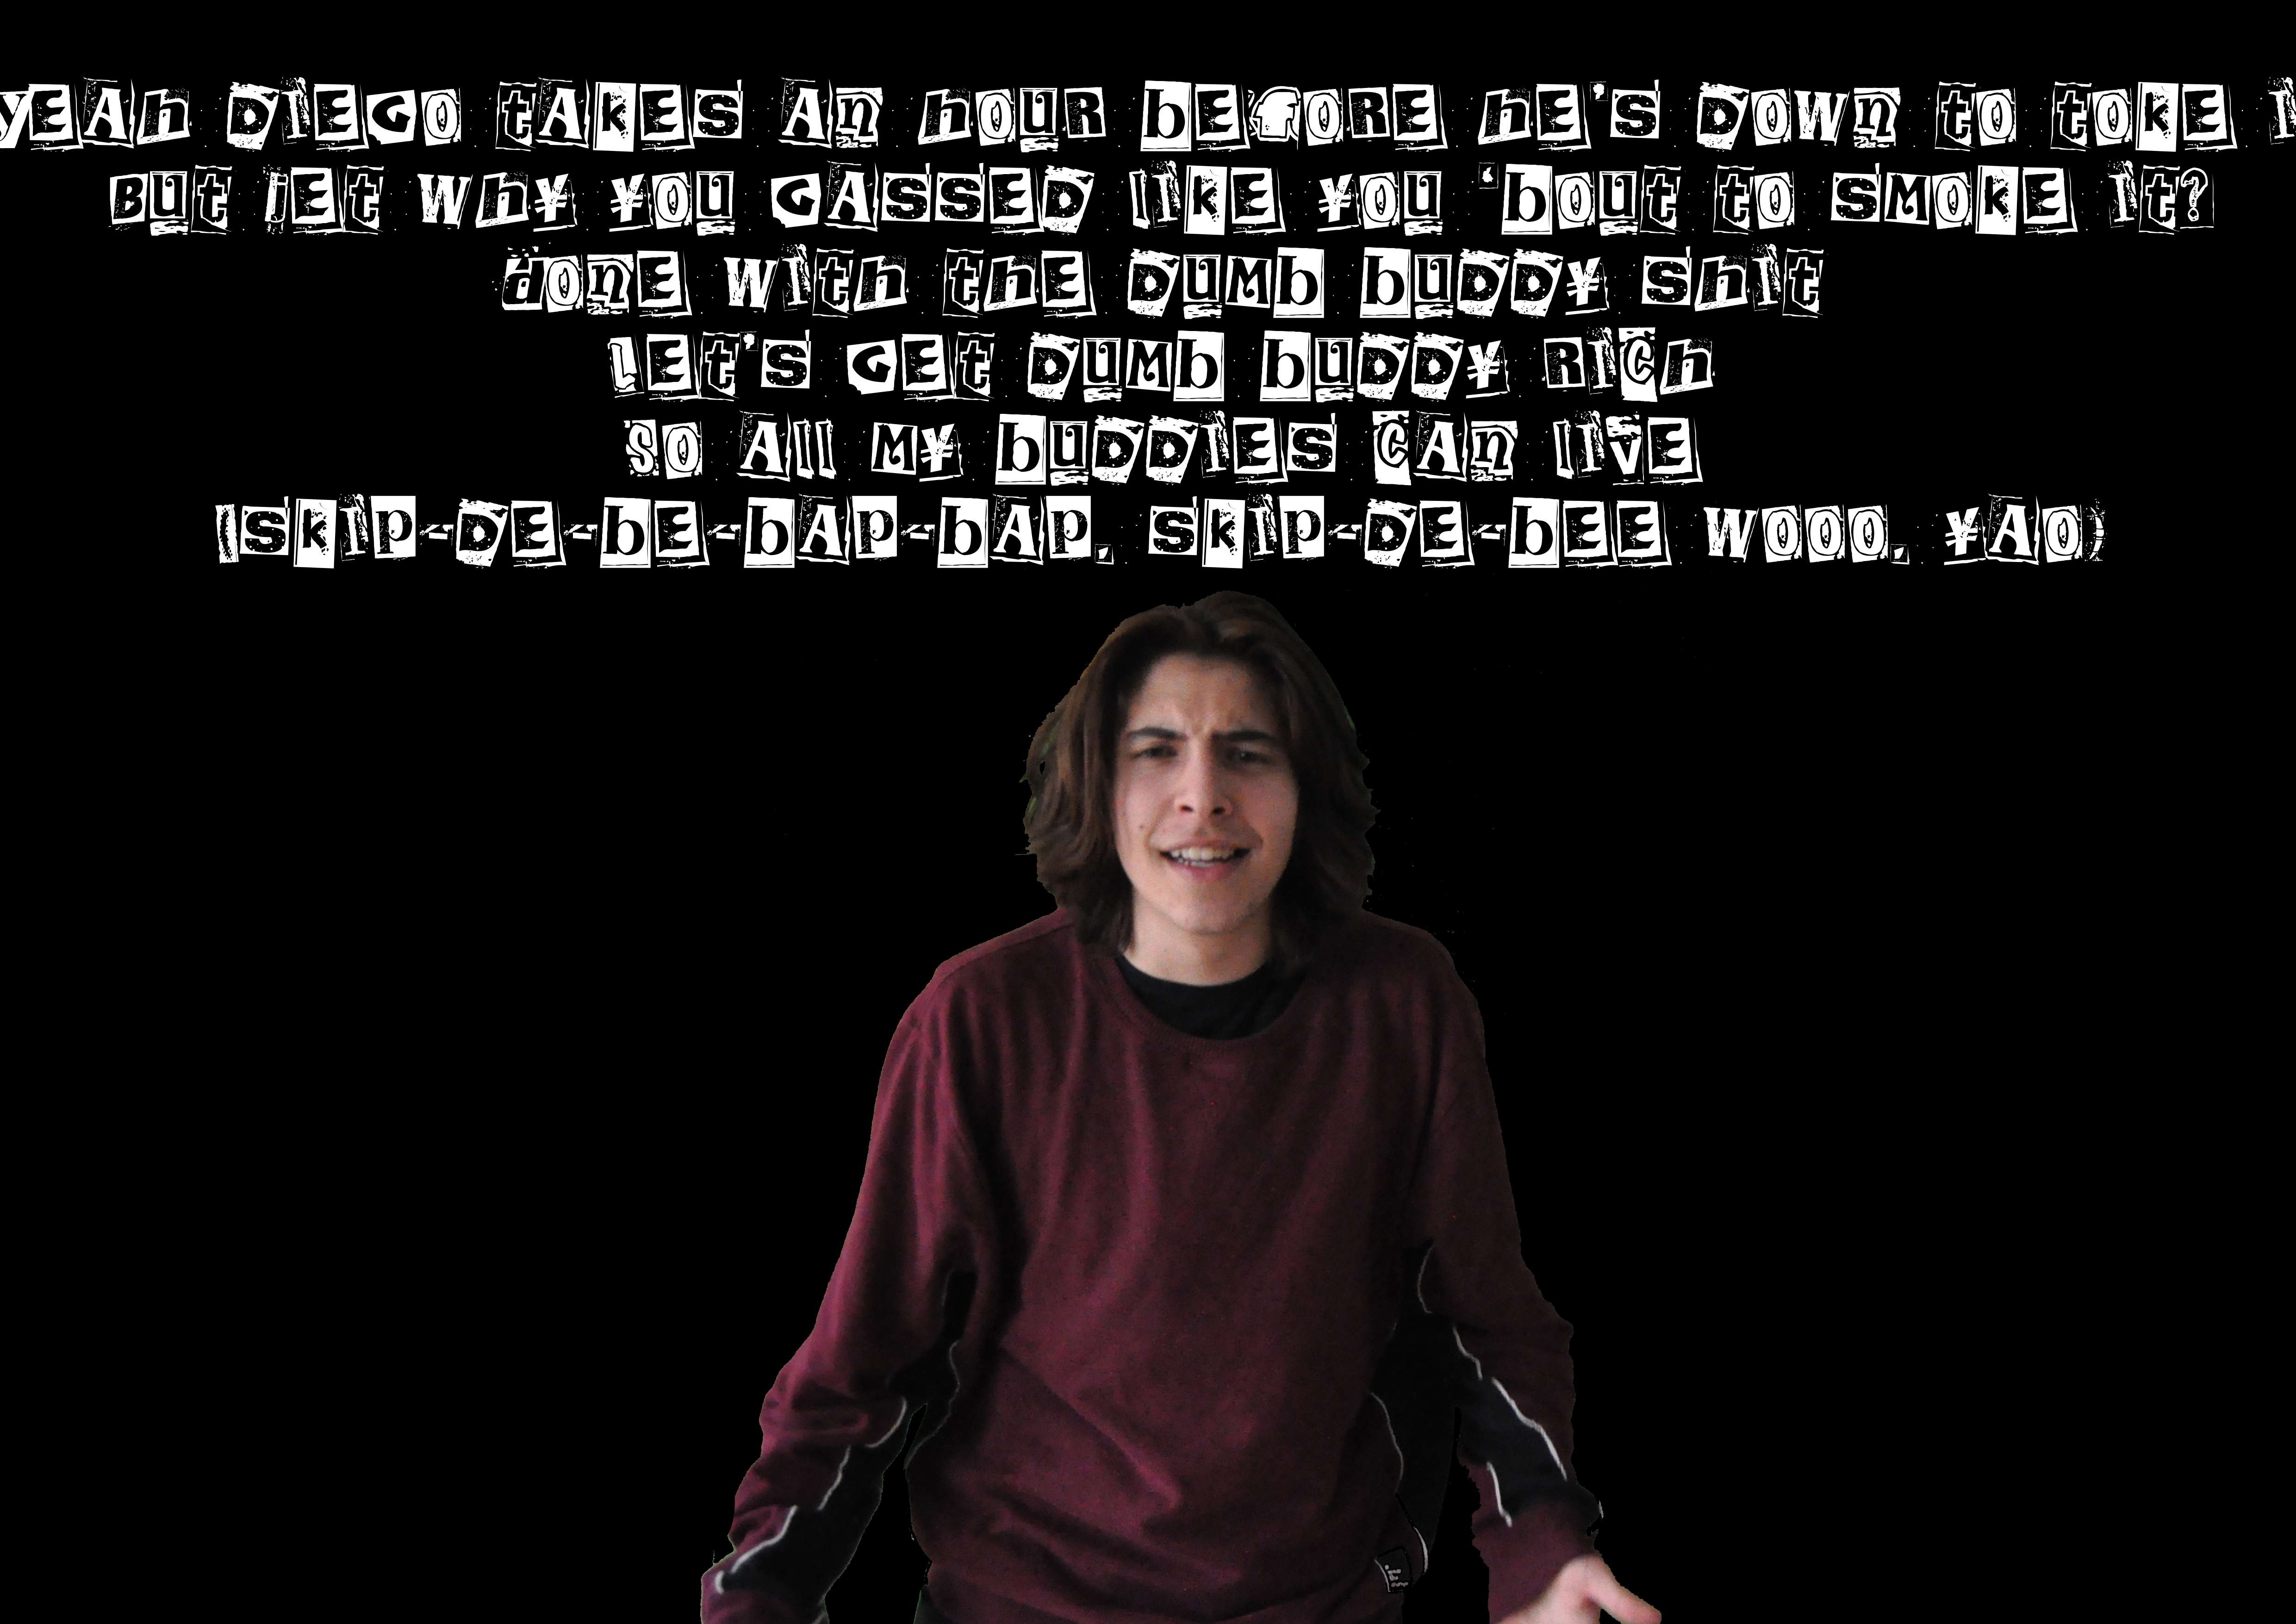 Yeah Diego takes an hour before he's down to toke
But jet why you gassed like you 'bout to smoke it?
done with the dumb buddy shit
Let's get dumb buddy rich
So all my buddies can live
(skip-de-be-bap-bap, skip-de-bee wooo, yao)